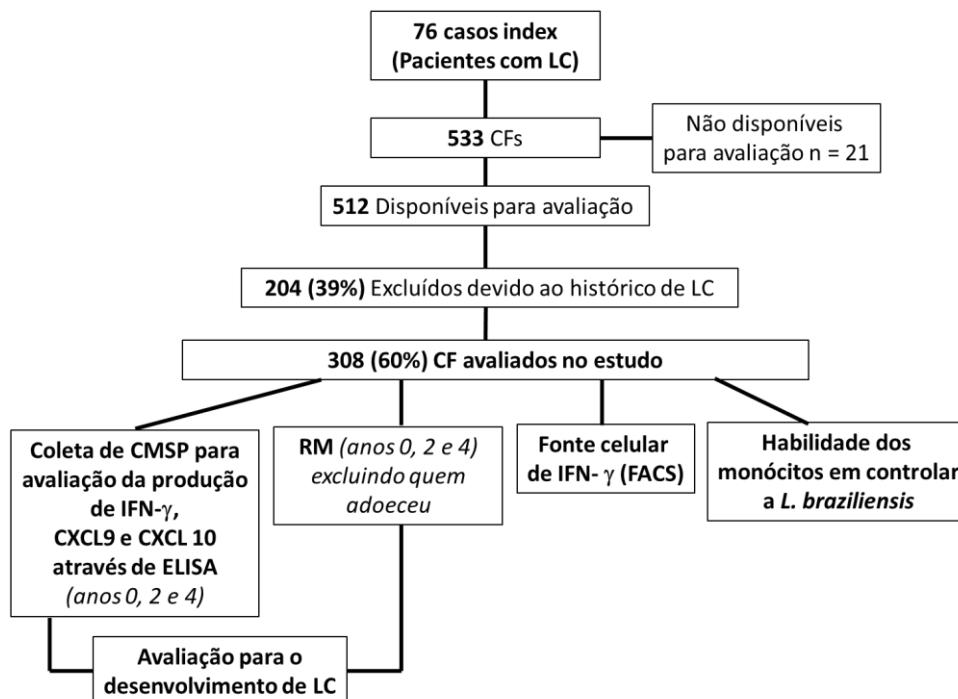 76 casos index
(Pacientes com LC)
533 CFs
Não disponíveis
para avaliação n = 21
512 Disponíveis para avaliação
204 (39%) Excluídos devido ao histórico de LC
308 (60%) CF avaliados no estudo
Coleta de CMSP para
avaliação da produção
de IFN-γ,
CXCL9 e CXCL 10
através de ELISA
(anos 0, 2 e 4)
RM (anos 0, 2 e 4)
excluindo quem
adoeceu
Fonte celular
de IFN- γ (FACS)
Habilidade dos
monócitos em controlar
a L. braziliensis
Avaliação para o
desenvolvimento de LC